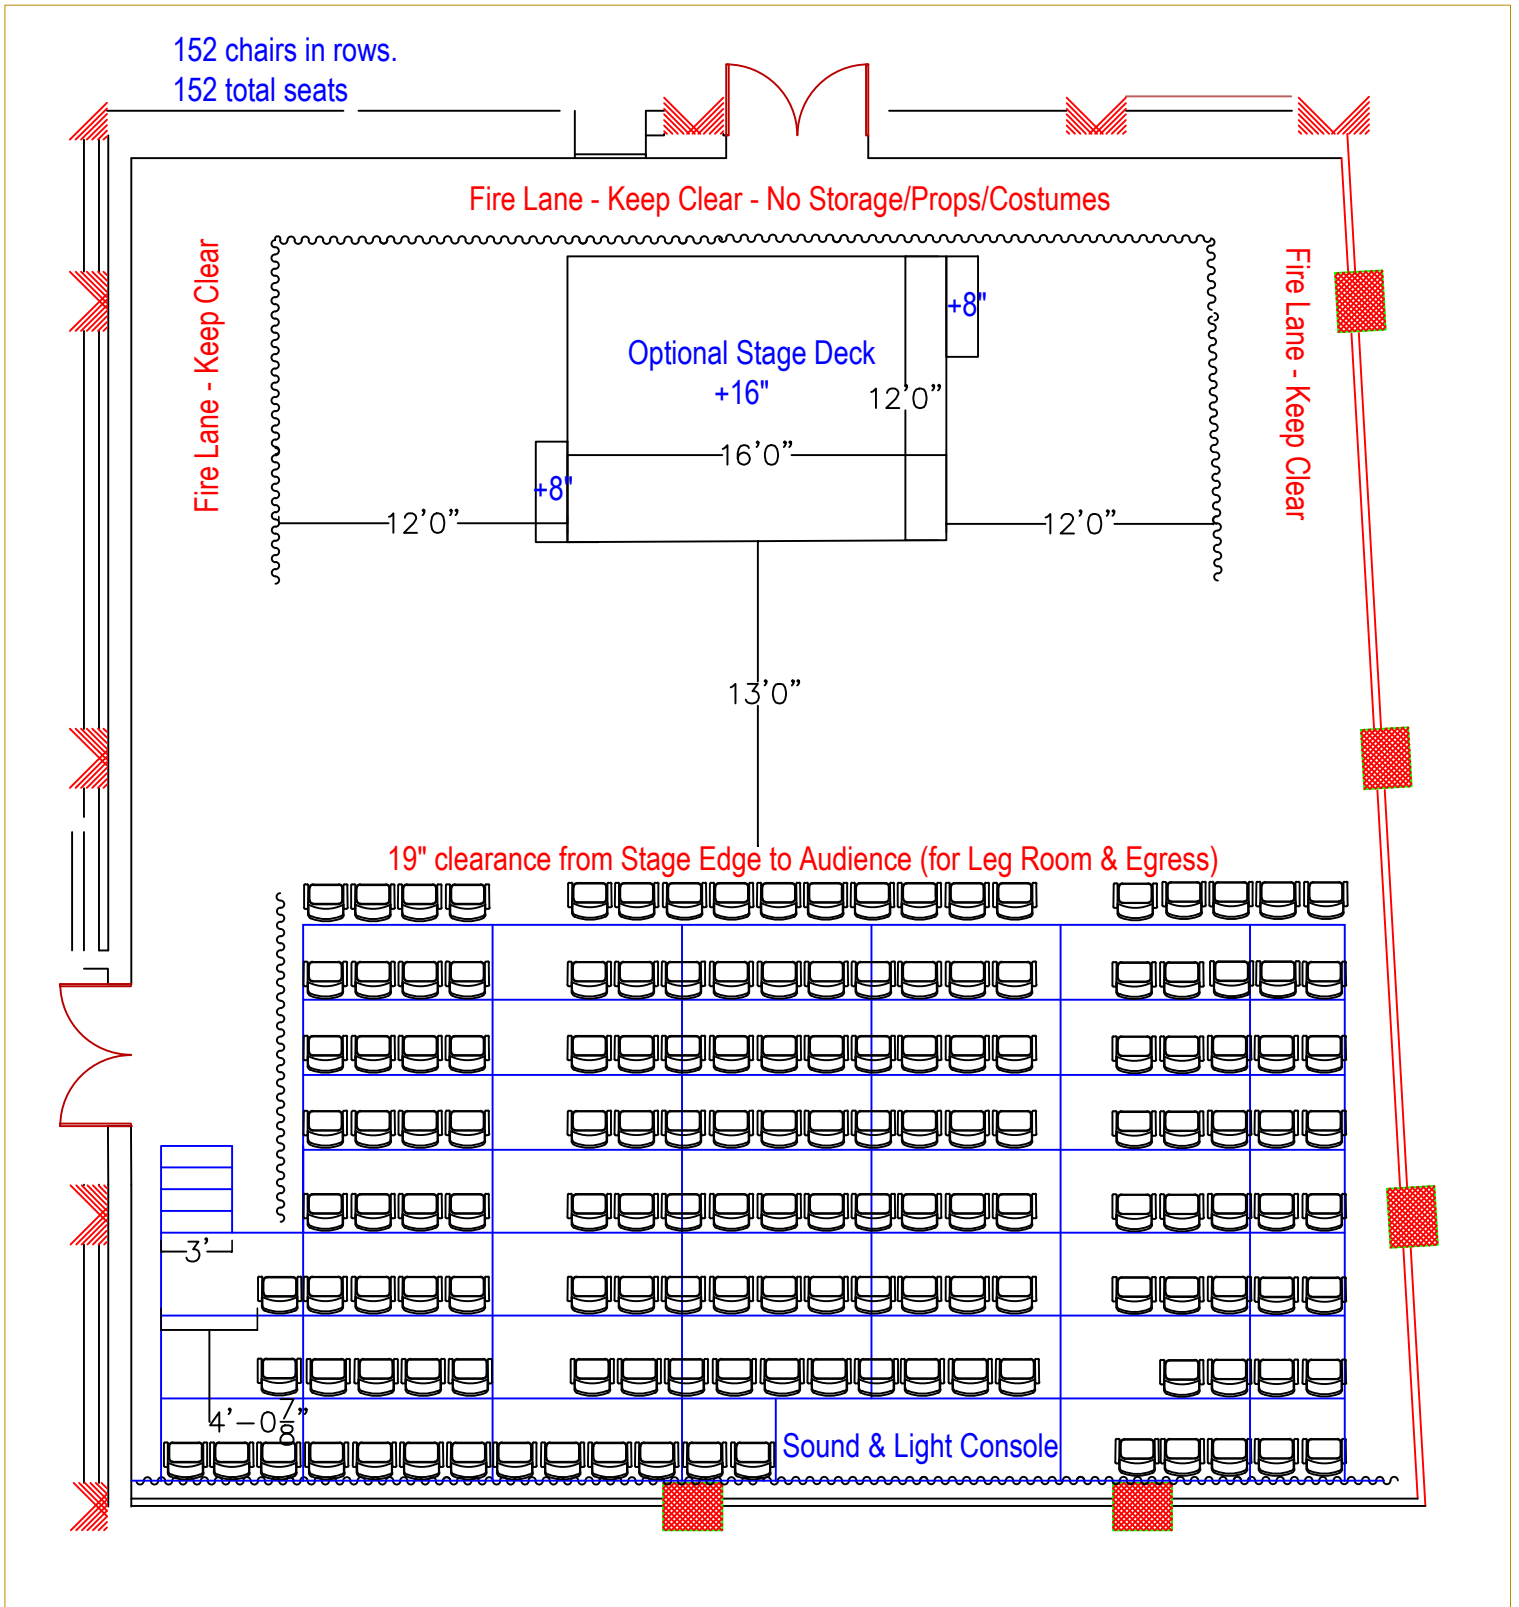 152 chairs in rows.
152 total seats
Fire Lane - Keep Clear - No Storage/Props/Costumes
Fire Lane - Keep Clear
Fire Lane - Keep Clear
+8"
Optional Stage Deck
+16"
12'0"
16'0"
+8"
12'0"
12'0"
13'0"
19" clearance from Stage Edge to Audience (for Leg Room & Egress)
3'
4'-0 7/8"
Sound & Light Console